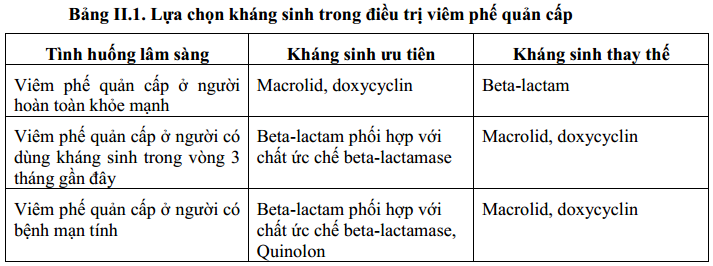 Bảng II.1. Lựa chọn kháng sinh trong điều trị viêm phế quản cấp
Tình huống lâm sàng
Kháng sinh ưu tiên
Kháng sinh thay thế
Viêm phế quản cấp ở người
hoàn toàn khỏe mạnh
Macrolid, doxycyclin
Beta-lactam
Viêm phế quản cấp ở người có
dùng kháng sinh trong vòng 3
tháng gần đây
Beta-lactam phối hợp với
chất ức chế beta-lactamase
Macrolid, doxycyclin
Viêm phế quản cấp ở người có
bệnh mạn tính
Beta-lactam phối hợp với
chất ức chế beta-lactamase,
Quinolon
Macrolid, doxycyclin